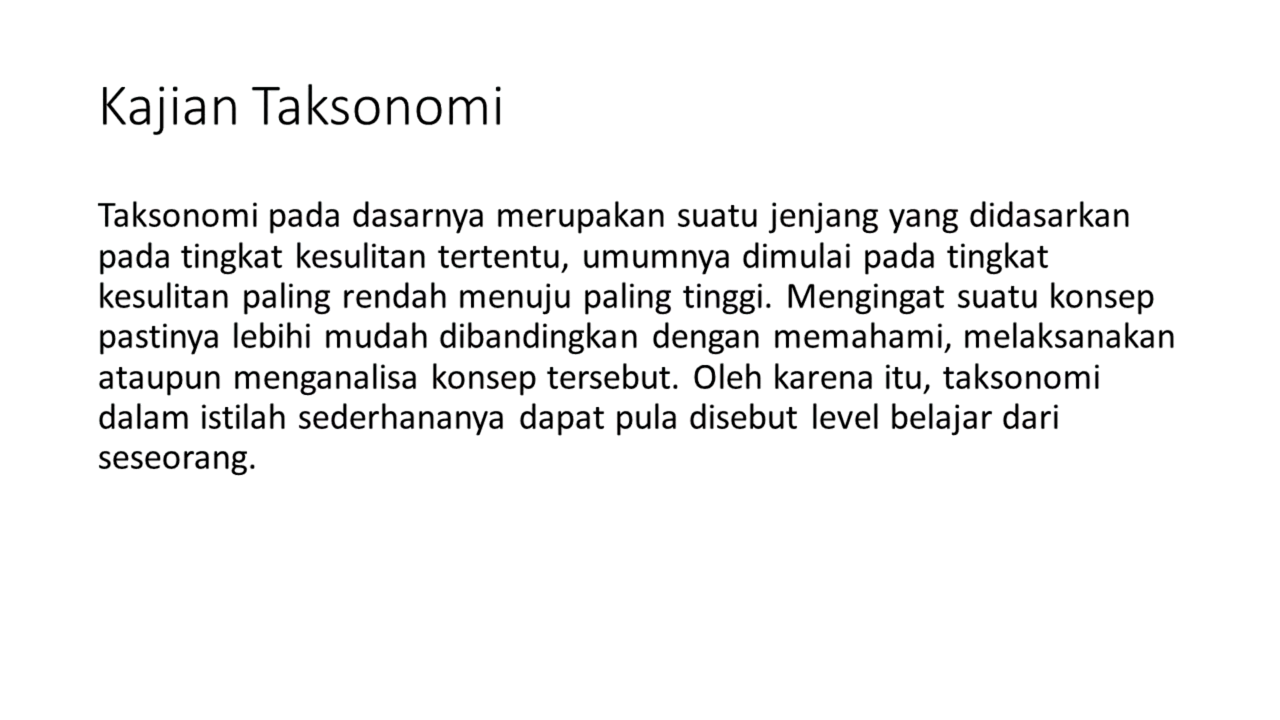 Kajian Taksonomi
Taksonomi pada dasarnya merupakan suatu jenjang yang didasarkan
pada tingkat kesulitan tertentu, umumnya dimulai pada tingkat
kesulitan paling rendah menuju paling tinggi. Mengingat suatu konsep
pastinya lebihi mudah dibandingkan dengan memahami, melaksanakan
ataupun menganalisa konsep tersebut. Oleh karena itu, taksonomi
dalam istilah sederhananya dapat pula disebut level belajar dari
seseorang.